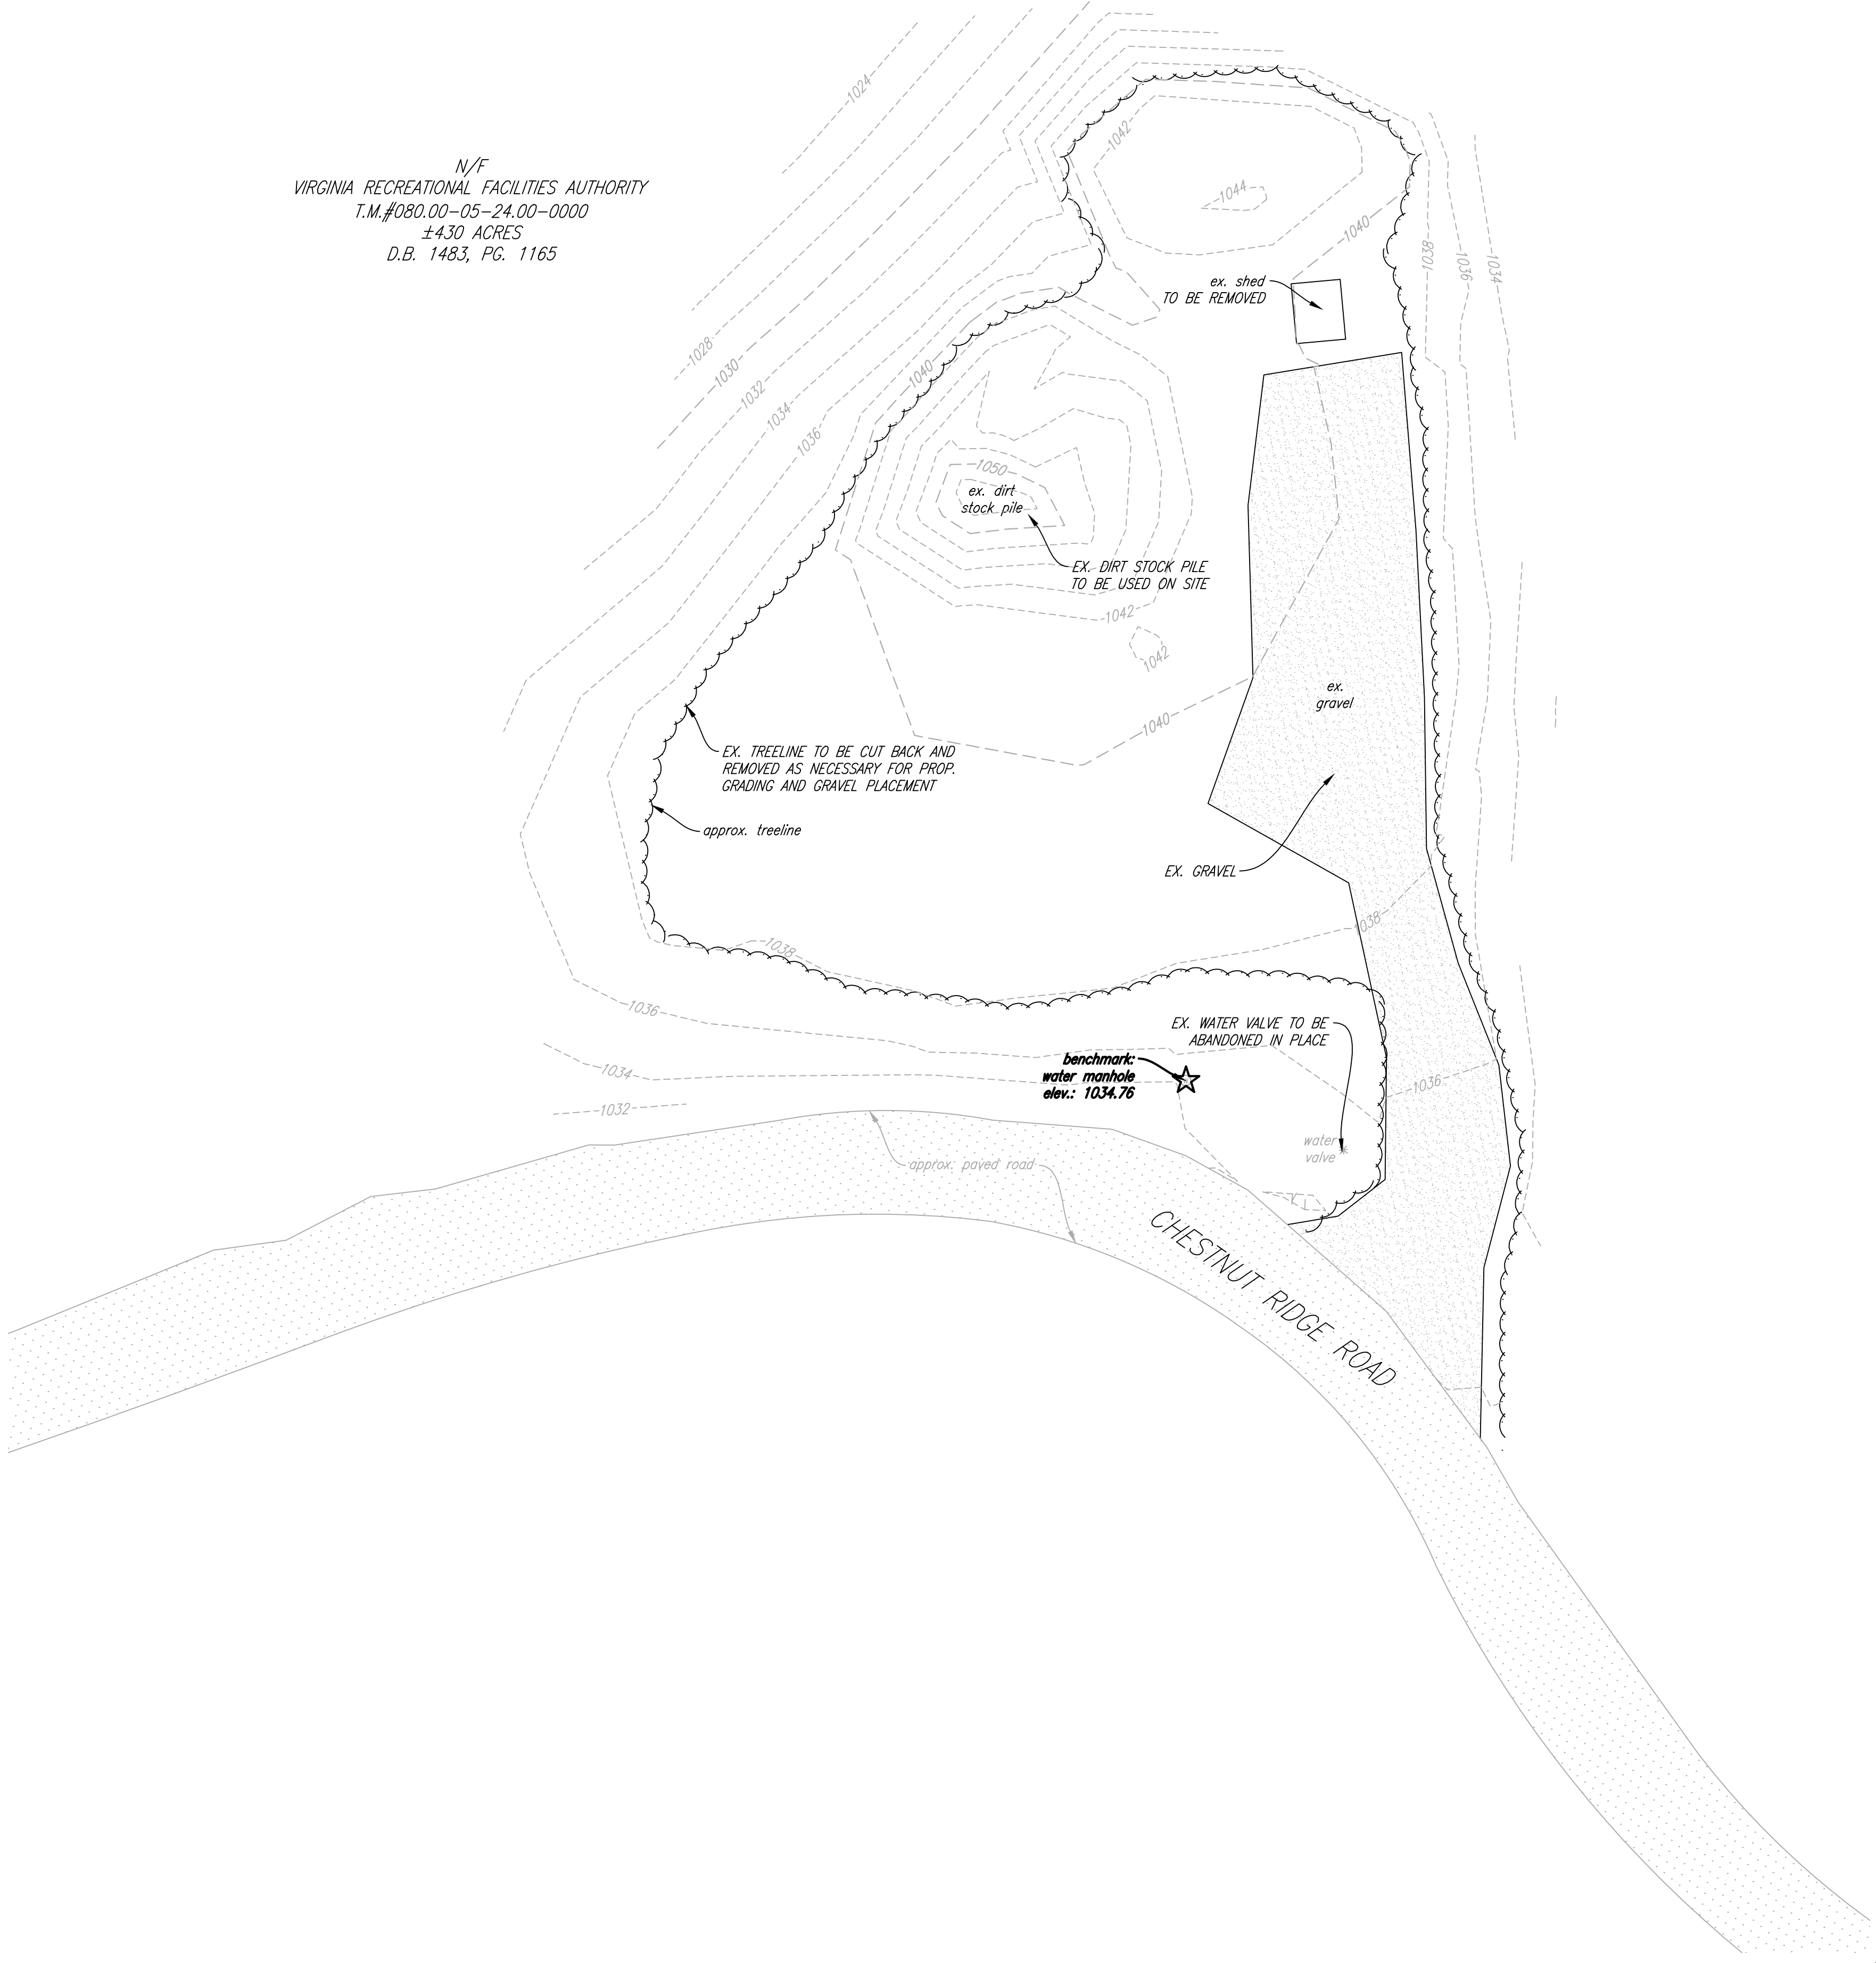 1024
N/F
VIRGINIA RECREATIONAL FACILITIES AUTHORITY
T.M.#080.00-05-24.00-0000
±430 ACRES
D.B. 1483, PG. 1165
1042
1044
1040
1038
1036
1034
ex. shed
TO BE REMOVED
1028
1030
1032
1034
1036
1040
1050
ex. dirt
stock pile
EX. DIRT STOCK PILE
TO BE USED ON SITE
1042
1042
ex.
gravel
1040
EX. TREELINE TO BE CUT BACK AND
REMOVED AS NECESSARY FOR PROP.
GRADING AND GRAVEL PLACEMENT
approx. treeline
EX. GRAVEL
1038
1038
1036
EX. WATER VALVE TO BE
ABANDONED IN PLACE
benchmark:
water manhole
elev.: 1034.76
1034
1036
1032
water
valve
approx. paved road
CHESTNUT RIDGE ROAD